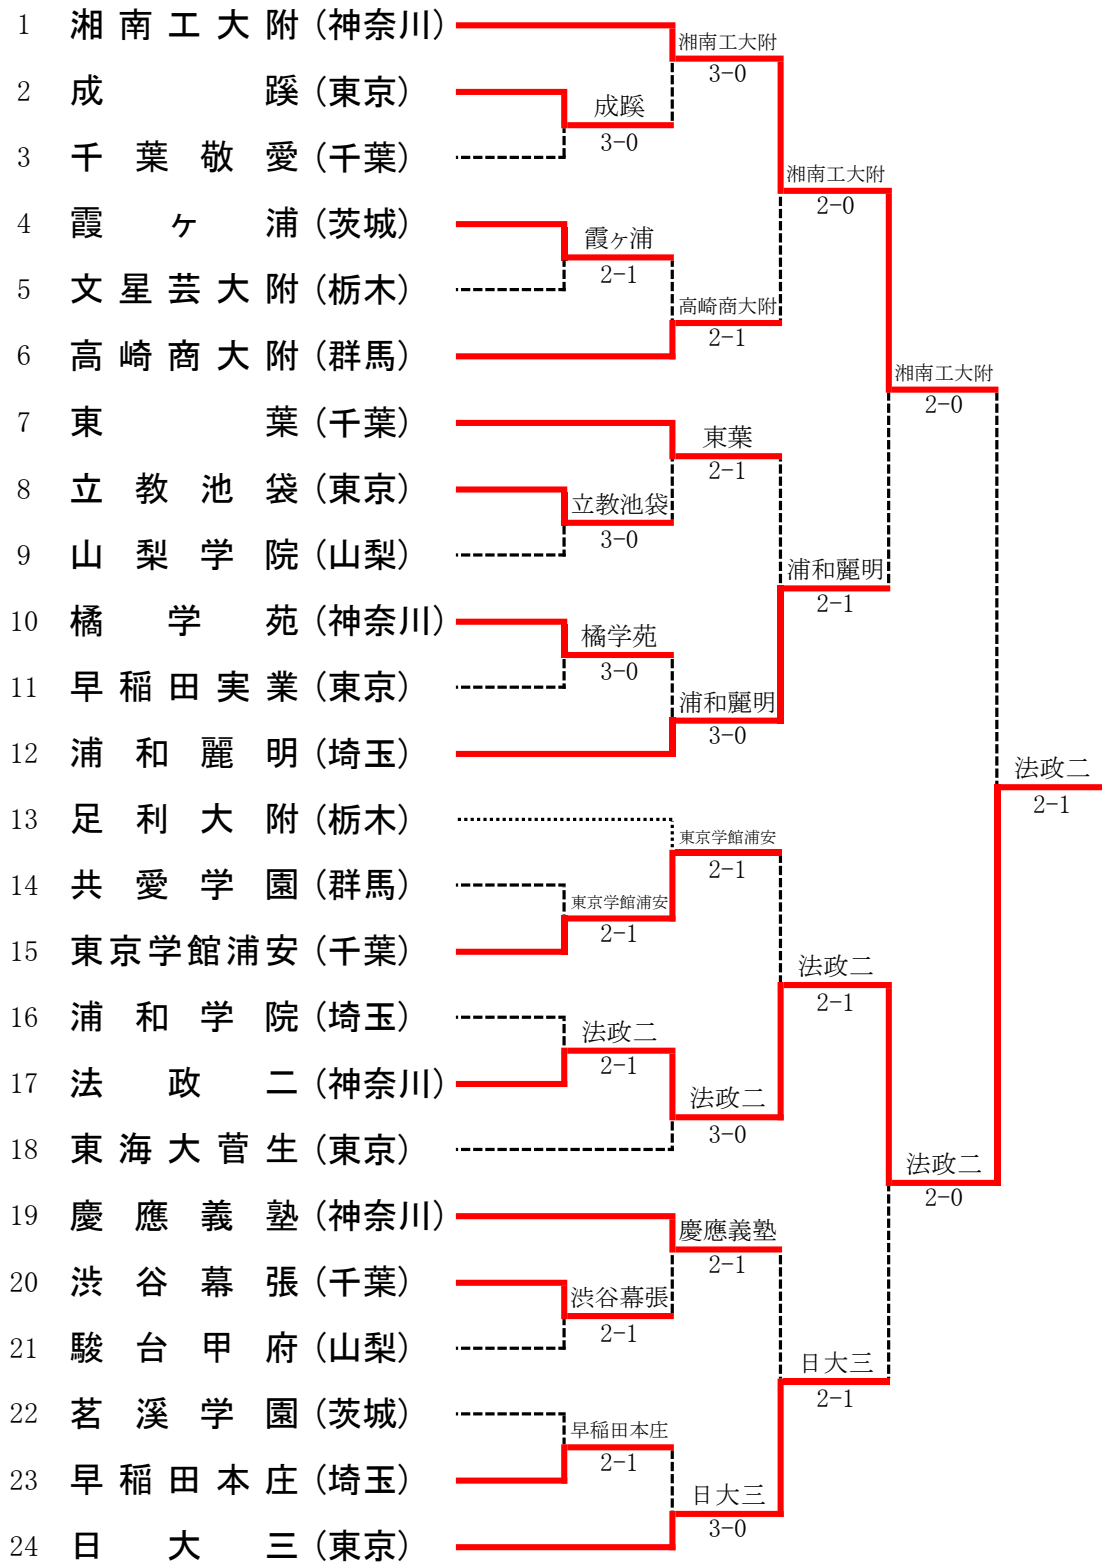 1 湘南工大附 (神奈川)
湘南工大附
3-0
2 成蹊 (東京)
成蹊
3-0
3 千葉敬愛 (千葉)
湘南工大附
2-0
4 霞ヶ浦 (茨城)
霞ヶ浦
2-1
5 文星芸大附 (栃木)
高崎商大附
2-1
6 高崎商大附 (群馬)
湘南工大附
2-0
7 東葉 (千葉)
東葉
2-1
8 立教池袋 (東京)
立教池袋
3-0
9 山梨学院 (山梨)
浦和麗明
2-1
10 橘学苑 (神奈川)
橘学苑
3-0
11 早稲田実業 (東京)
浦和麗明
3-0
12 浦和麗明 (埼玉)
法政二
2-1
13 足利大附 (栃木)
東京学館浦安
2-1
14 共愛学園 (群馬)
東京学館浦安
2-1
15 東京学館浦安 (千葉)
法政二
2-1
16 浦和学院 (埼玉)
法政二
2-1
17 法政二 (神奈川)
法政二
3-0
18 東海大菅生 (東京)
法政二
2-0
19 慶應義塾 (神奈川)
慶應義塾
2-1
20 渋谷幕張 (千葉)
渋谷幕張
2-1
21 駿台甲府 (山梨)
日大三
2-1
22 茗溪学園 (茨城)
早稲田本庄
2-1
23 早稲田本庄 (埼玉)
日大三
3-0
24 日大三 (東京)